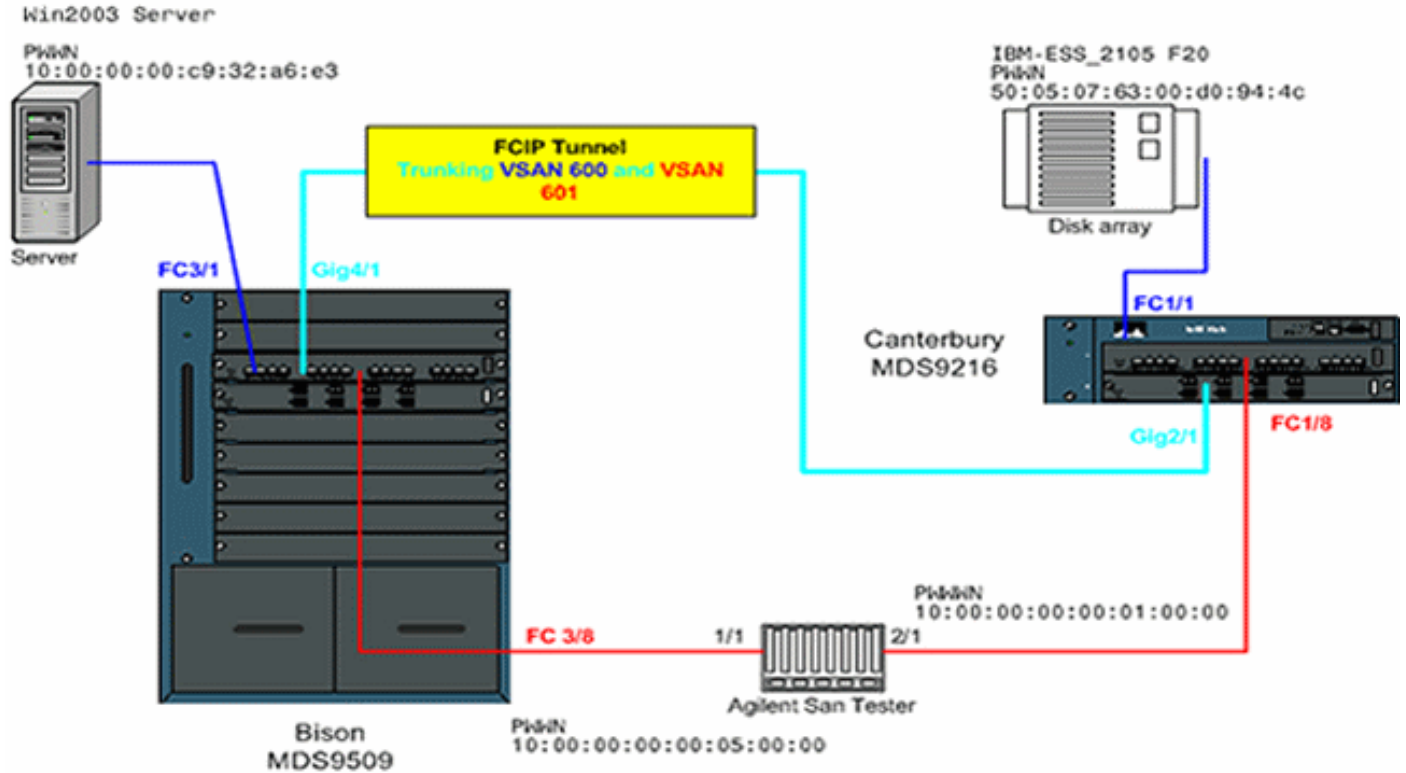 Win2003 Server
PWWN
10:00:00:00:c9:32:a6:e3
IBM-ESS_2105 F20
PWWN
50:05:07:63:00:d0:94:4c
FCIP Tunnel
Trunking VSAN 600 and VSAN
601
Disk array
Server
FC3/1
Gig4/1
FC1/1
Canterbury
MDS9216
Gig2/1
FC1/8
PWWWN
10:00:00:00:00:01:00:00
FC 3/8
1/1
2/1
Agilent San Tester
Bison
MDS9509
PWWN
10:00:00:00:00:05:00:00